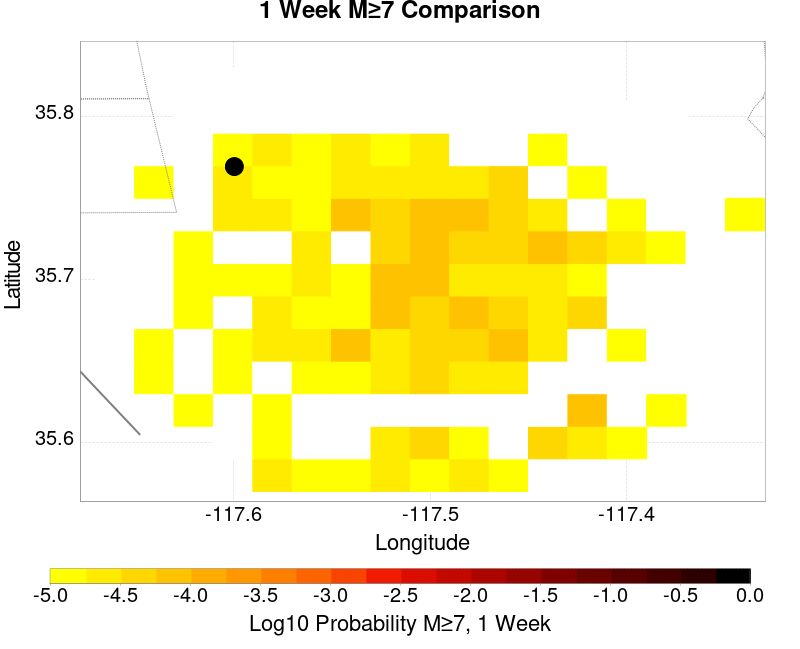 1 Week M≥7 Comparison
35.8
35.7
35.6
Latitude
-117.6 -117.5 -117.4
Longitude
-5.0 -4.5 -4.0 -3.5 -3.0 -2.5 -2.0 -1.5 -1.0 -0.5 0.0
Log10 Probability M≥7, 1 Week